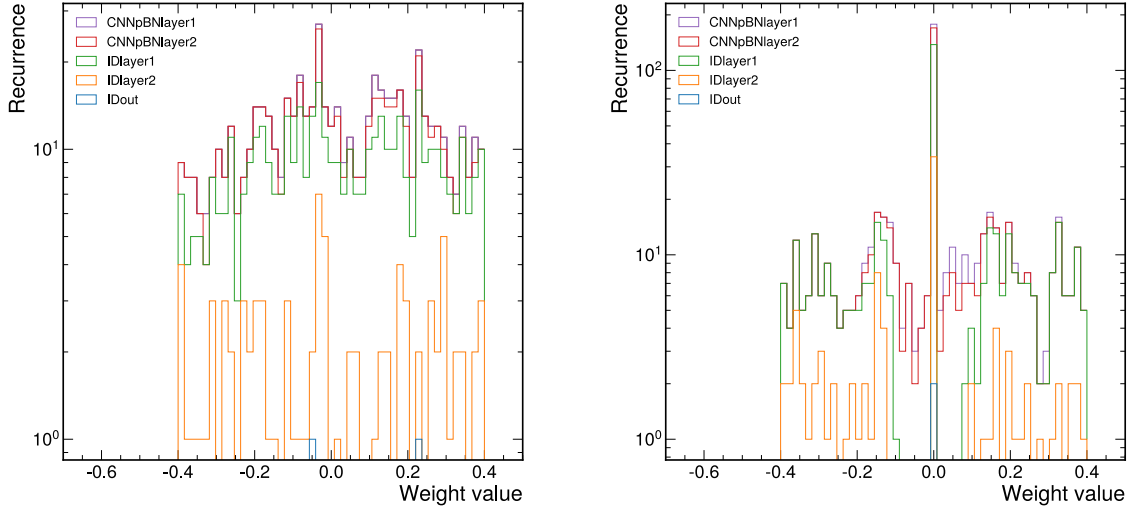 Recurrence
CNNpBNlayer1
CNNpBNlayer2
IDlayer1
IDlayer2
IDout
10^1
10^0
-0.6
-0.4
-0.2
0.0
0.2
0.4
Weight value
Recurrence
CNNpBNlayer1
CNNpBNlayer2
IDlayer1
IDlayer2
IDout
10^2
10^1
10^0
-0.6
-0.4
-0.2
0.0
0.2
0.4
Weight value